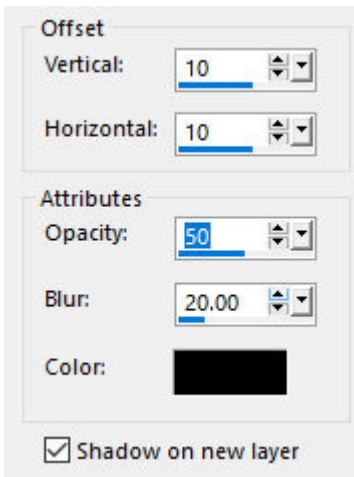 Offset
Vertical: 10
Horizontal: 10
Attributes
Opacity: 50
Blur: 20.00
Color:
Shadow on new layer